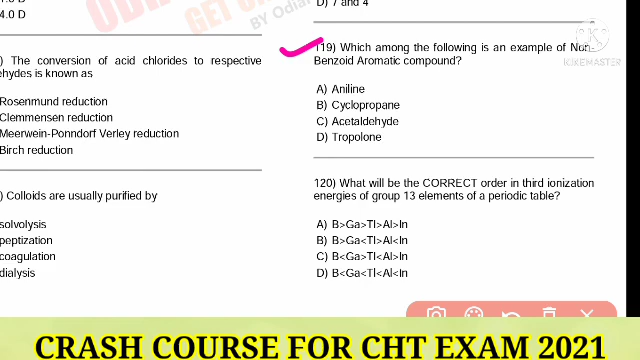 4.0 D
) The conversion of acid chlorides to respective
ehydes is known as
Rosenmund reduction
Clemmensen reduction
Meerwein-Ponndorf Verley reduction
Birch reduction
) Colloids are usually purified by
solvolysis
peptization
coagulation
dialysis
D) 7 and 4
119) Which among the following is an example of Non-
Benzoid Aromatic compound?
A) Aniline
B) Cyclopropane
C) Acetaldehyde
D) Tropolone
120) What will be the CORRECT order in third ionization
energies of group 13 elements of a periodic table?
A) B>Ga>Tl>Al>In
B) B>Ga<Tl<Al>In
C) B<Ga>Tl<Al>In
D) B<Ga<Tl<Al<In
KINEMASTER
CRASH COURSE FOR CHT EXAM 2021